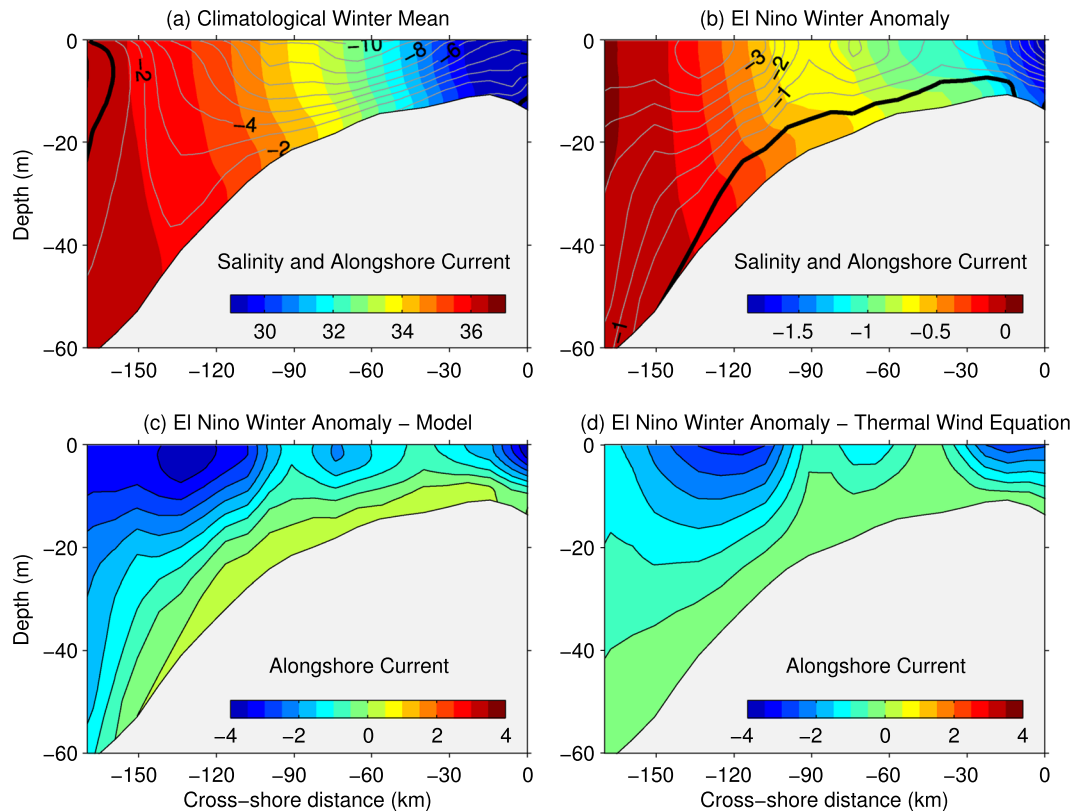 (a) Climatological Winter Mean
(b) El Nino Winter Anomaly
0
−20
−40
−60
Depth (m)
−2
−10
−8
−6
−4
−2
Salinity and Alongshore Current
30 32 34 36
−150 −120 −90 −60 −30 0
0
−20
−40
−60
−3
−2
−1
−1
Salinity and Alongshore Current
−1.5 −1 −0.5 0
−150 −120 −90 −60 −30 0
(c) El Nino Winter Anomaly − Model
(d) El Nino Winter Anomaly − Thermal Wind Equation
0
−20
−40
−60
Depth (m)
Alongshore Current
−4 −2 0 2 4
−150 −120 −90 −60 −30 0
Cross−shore distance (km)
0
−20
−40
−60
Alongshore Current
−4 −2 0 2 4
−150 −120 −90 −60 −30 0
Cross−shore distance (km)